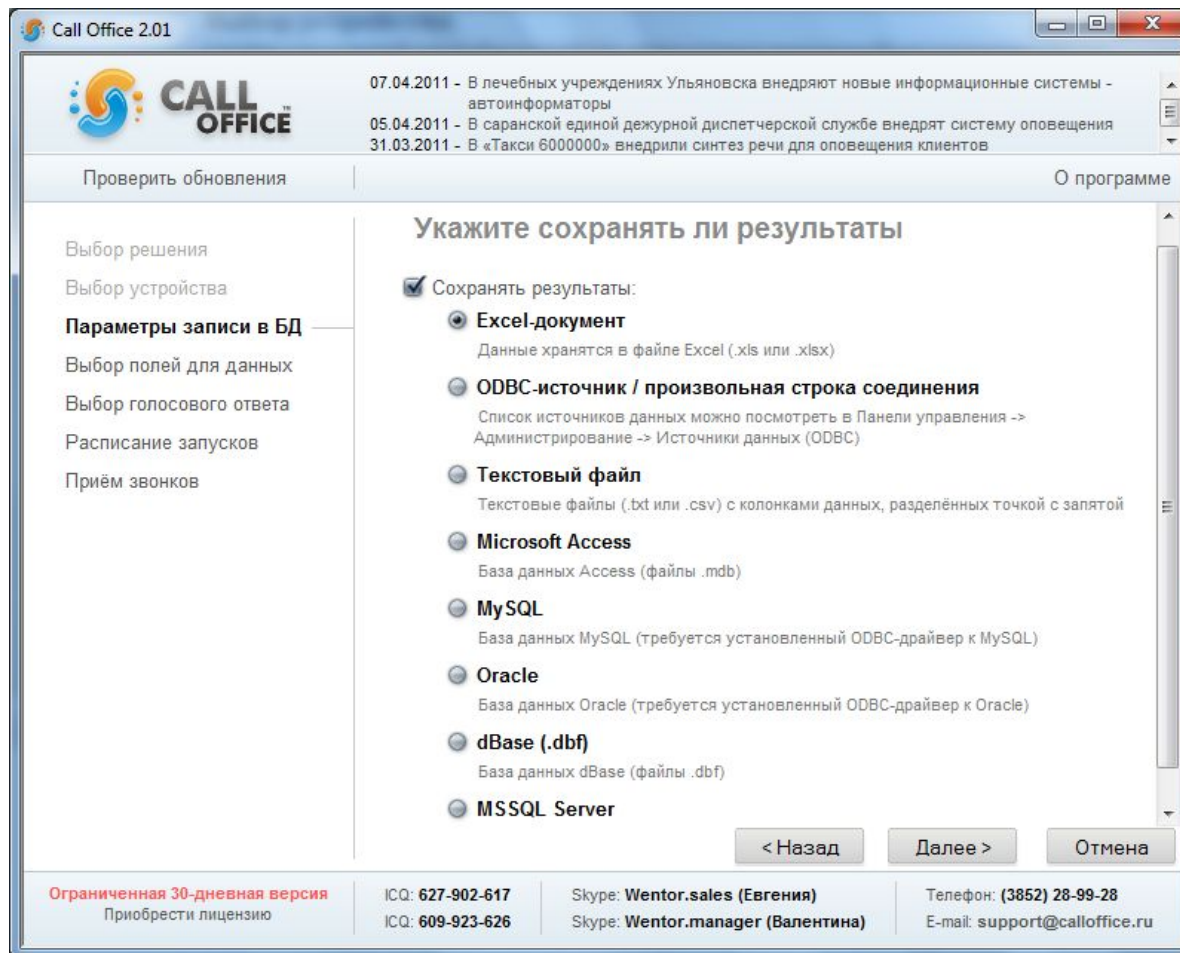 Call Office 2.01
CALL OFFICE™
07.04.2011 - В лечебных учреждениях Ульяновска внедряют новые информационные системы -
автоинформаторы
05.04.2011 - В саранской единой дежурной диспетчерской службе внедрят систему оповещения
31.03.2011 - В «Такси 6000000» внедрили синтез речи для оповещения клиентов
Проверить обновления
О программе
Выбор решения
Выбор устройства
Параметры записи в БД
Выбор полей для данных
Выбор голосового ответа
Расписание запусков
Приём звонков
Укажите сохранять ли результаты
Сохранять результаты:
Excel-документ
Данные хранятся в файле Excel (.xls или .xlsx)
ODBC-источник / произвольная строка соединения
Список источников данных можно посмотреть в Панели управления ->
Администрирование -> Источники данных (ODBC)
Текстовый файл
Текстовые файлы (.txt или .csv) с колонками данных, разделённых точкой с запятой
Microsoft Access
База данных Access (файлы .mdb)
MySQL
База данных MySQL (требуется установленный ODBC-драйвер к MySQL)
Oracle
База данных Oracle (требуется установленный ODBC-драйвер к Oracle)
dBase (.dbf)
База данных dBase (файлы .dbf)
MSSQL Server
< Назад
Далее >
Отмена
Ограниченная 30-дневная версия
Приобрести лицензию
ICQ: 627-902-617
ICQ: 609-923-626
Skype: Wentor.sales (Евгения)
Skype: Wentor.manager (Валентина)
Телефон: (3852) 28-99-28
E-mail: support@calloffice.ru